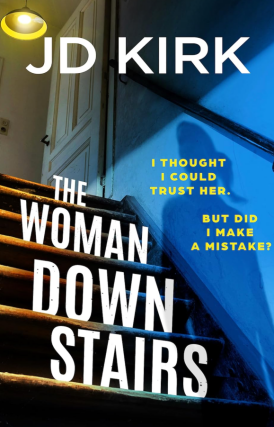 JD KIRK
I THOUGHT
I COULD
TRUST HER.
BUT DID
I MAKE
A MISTAKE?
THE
WOMAN
DOWN
STAIRS